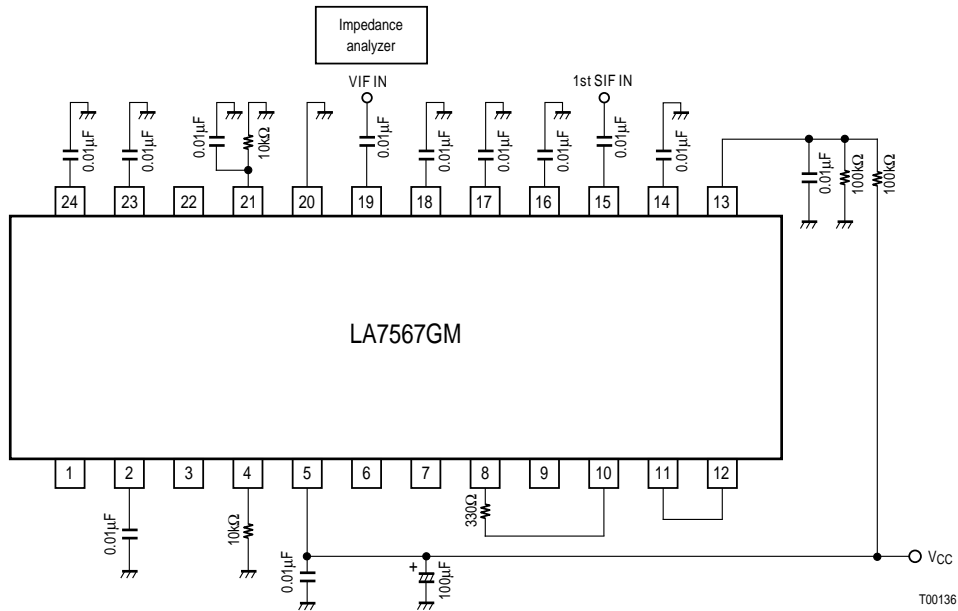 Impedance
analyzer
VIF IN
1st SIF IN
0.01µF
0.01µF
0.01µF
10kΩ
0.01µF
0.01µF
0.01µF
0.01µF
0.01µF
0.01µF
0.01µF
100kΩ
100kΩ
24 23 22 21 20 19 18 17 16 15 14 13
LA7567GM
1 2 3 4 5 6 7 8 9 10 11 12
0.01µF
10kΩ
330Ω
0.01µF
+
100µF
VCC
T00136